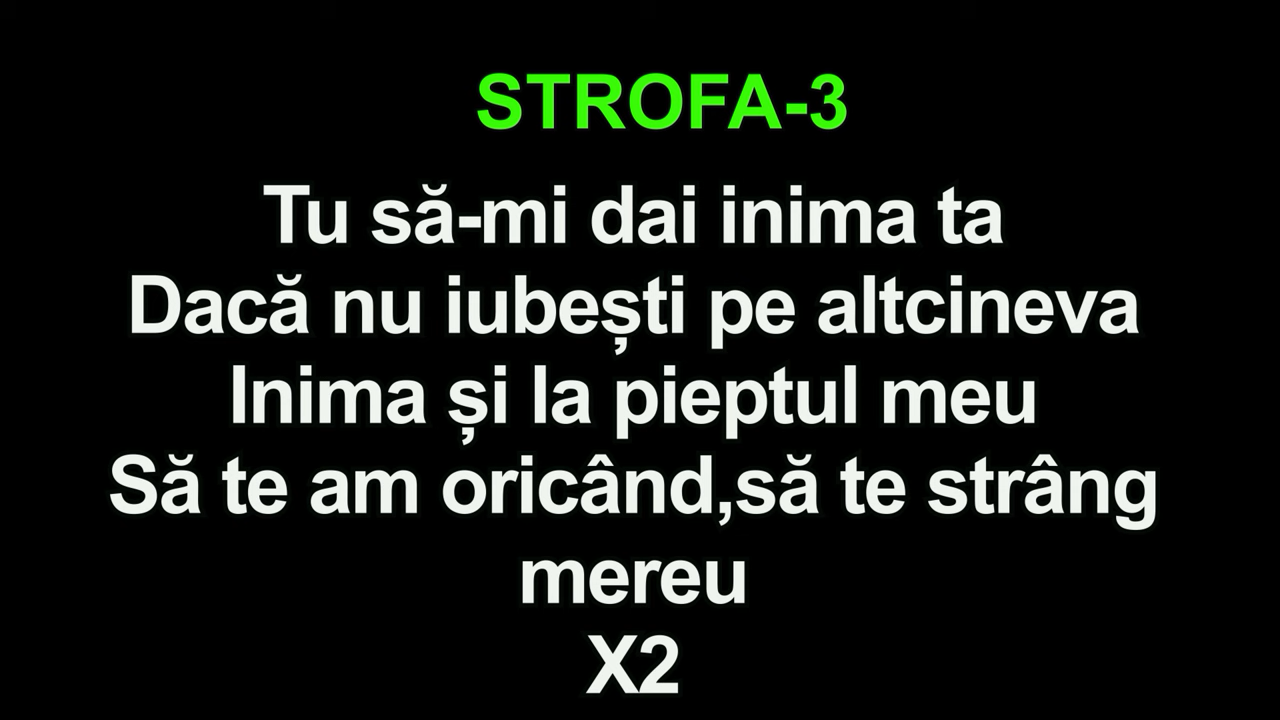 STROFA-3
Tu să-mi dai inima ta
Dacă nu iubești pe altcineva
Inima și la pieptul meu
Să te am oricând,să te strâng
mereu
X2